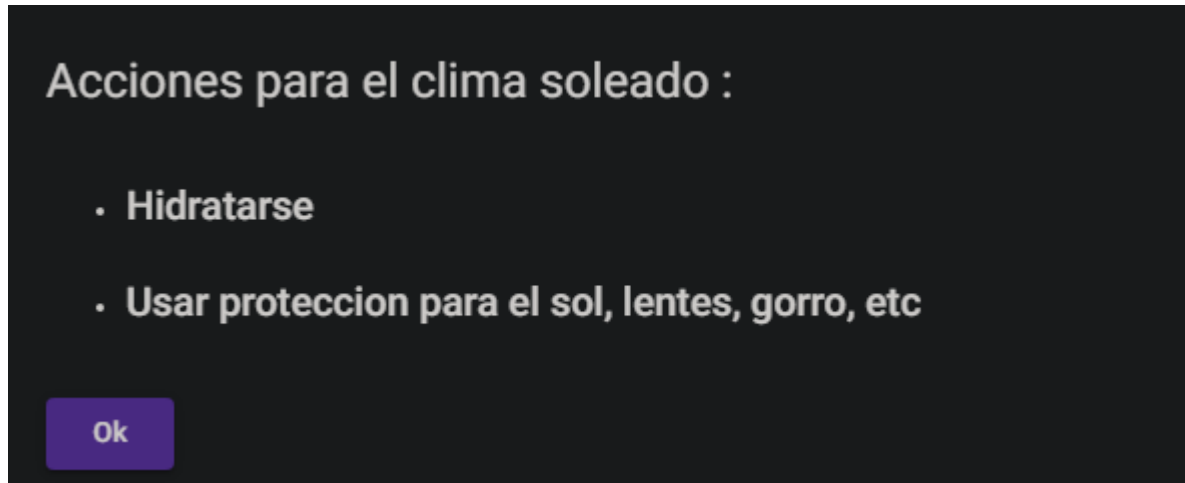 Acciones para el clima soleado :
• Hidratarse
• Usar proteccion para el sol, lentes, gorro, etc
Ok